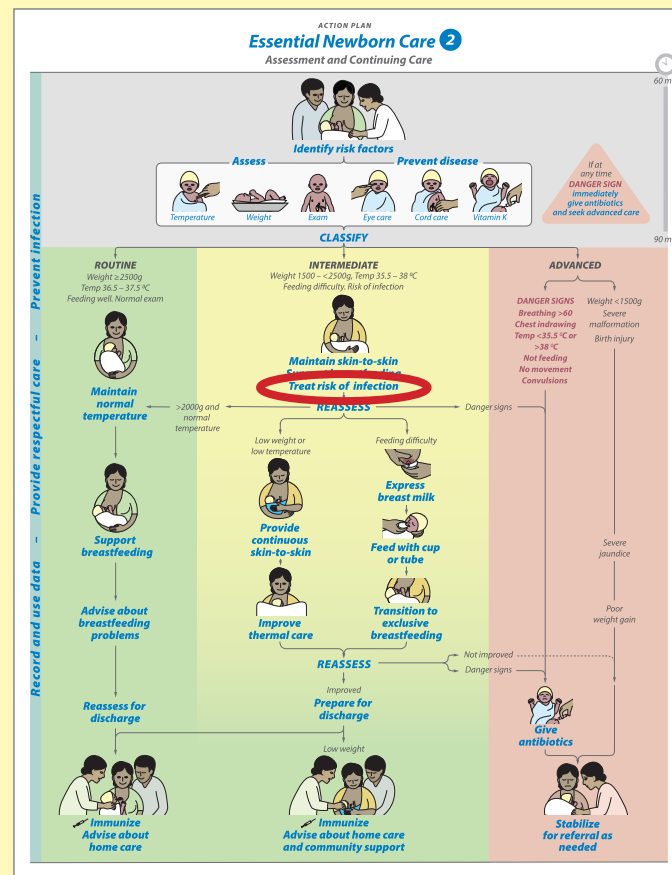 ACTION PLAN
Essential Newborn Care 2
Assessment and Continuing Care
60 m
Identify risk factors
Assess
Prevent disease
Temperature
Weight
Exam
Eye care
Cord care
Vitamin K
If at
any time
DANGER SIGN
immediately
give antibiotics
and seek advanced care
CLASSIFY
90 m
Prevent infection
–
Provide respectful care
–
Record and use data
ROUTINE
Weight ≥2500g
Temp 36.5 – 37.5 ºC
Feeding well. Normal exam
Maintain
normal
temperature
Support
breastfeeding
Advise about
breastfeeding
problems
Reassess for
discharge
Immunize
Advise about
home care
INTERMEDIATE
Weight 1500 – <2500g, Temp 35.5 – 38 ºC
Feeding difficulty. Risk of infection
Maintain skin-to-skin
Treat risk of infection
REASSESS
>2000g and
normal
temperature
Danger signs
Low weight or
low temperature
Provide
continuous
skin-to-skin
Improve
thermal care
Feeding difficulty
Express
breast milk
Feed with cup
or tube
Transition to
exclusive
breastfeeding
REASSESS
Not improved
Danger signs
Improved
Prepare for
discharge
Low weight
Immunize
Advise about home care
and community support
ADVANCED
DANGER SIGNS
Breathing >60
Chest indrawing
Temp <35.5 ºC or
>38 ºC
Not feeding
No movement
Convulsions
Weight <1500g
Severe
malformation
Birth injury
Severe
jaundice
Poor
weight gain
Give
antibiotics
Stabilize
for referral as
needed